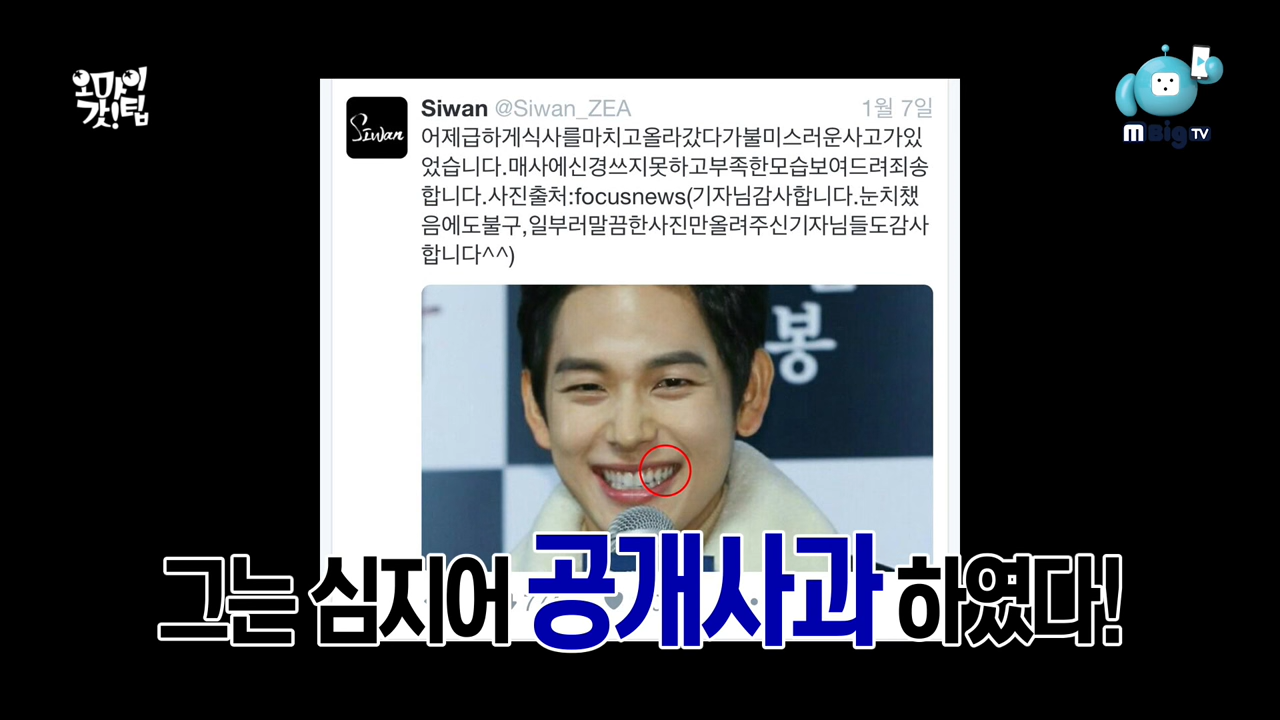 오 마이
갓!팁
M Big TV
Siwan
Siwan @Siwan_ZEA 1월 7일
어제급하게식사를마치고올라갔다가불미스러운사고가있
었습니다.매사에신경쓰지못하고부족한모습보여드려죄송
합니다.사진출처:focusnews(기자님감사합니다.눈치챘
음에도불구,일부러말끔한사진만올려주신기자님들도감사
합니다^^)
봉
그는 심지어 공개사과 하였다!